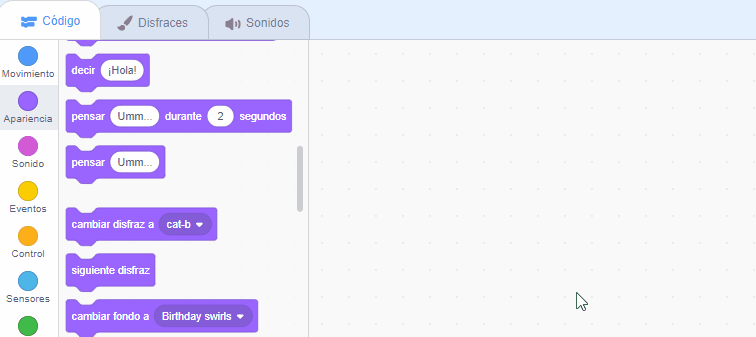 Código
Disfraces
Sonidos
Movimiento
Apariencia
Sonido
Eventos
Control
Sensores
decir ¡Hola!
pensar Umm... durante 2 segundos
pensar Umm...
cambiar disfraz a cat-b
siguiente disfraz
cambiar fondo a Birthday swirls